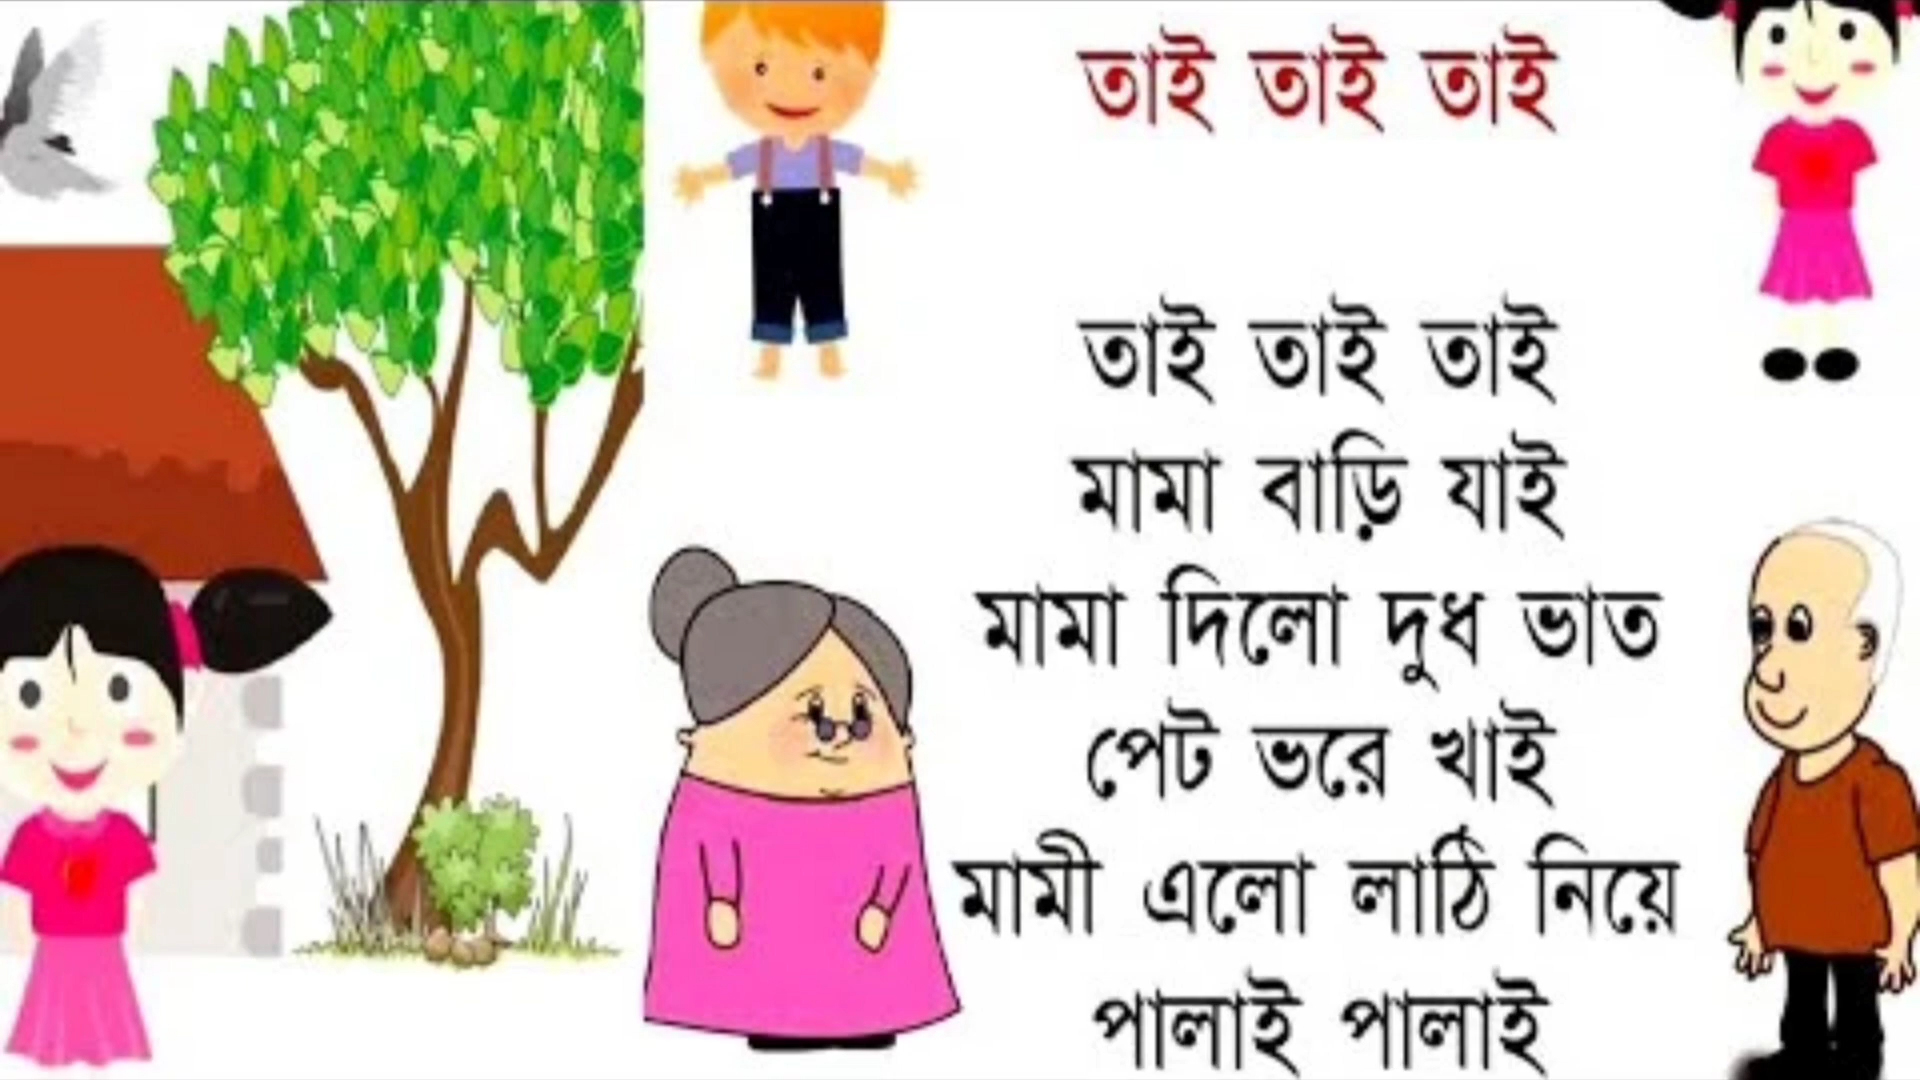 তাই তাই তাই
তাই তাই তাই
মামা বাড়ি যাই
মামা দিলো দুধ ভাত
পেট ভরে খাই
মামী এলো লাঠি নিয়ে
পালাই পালাই